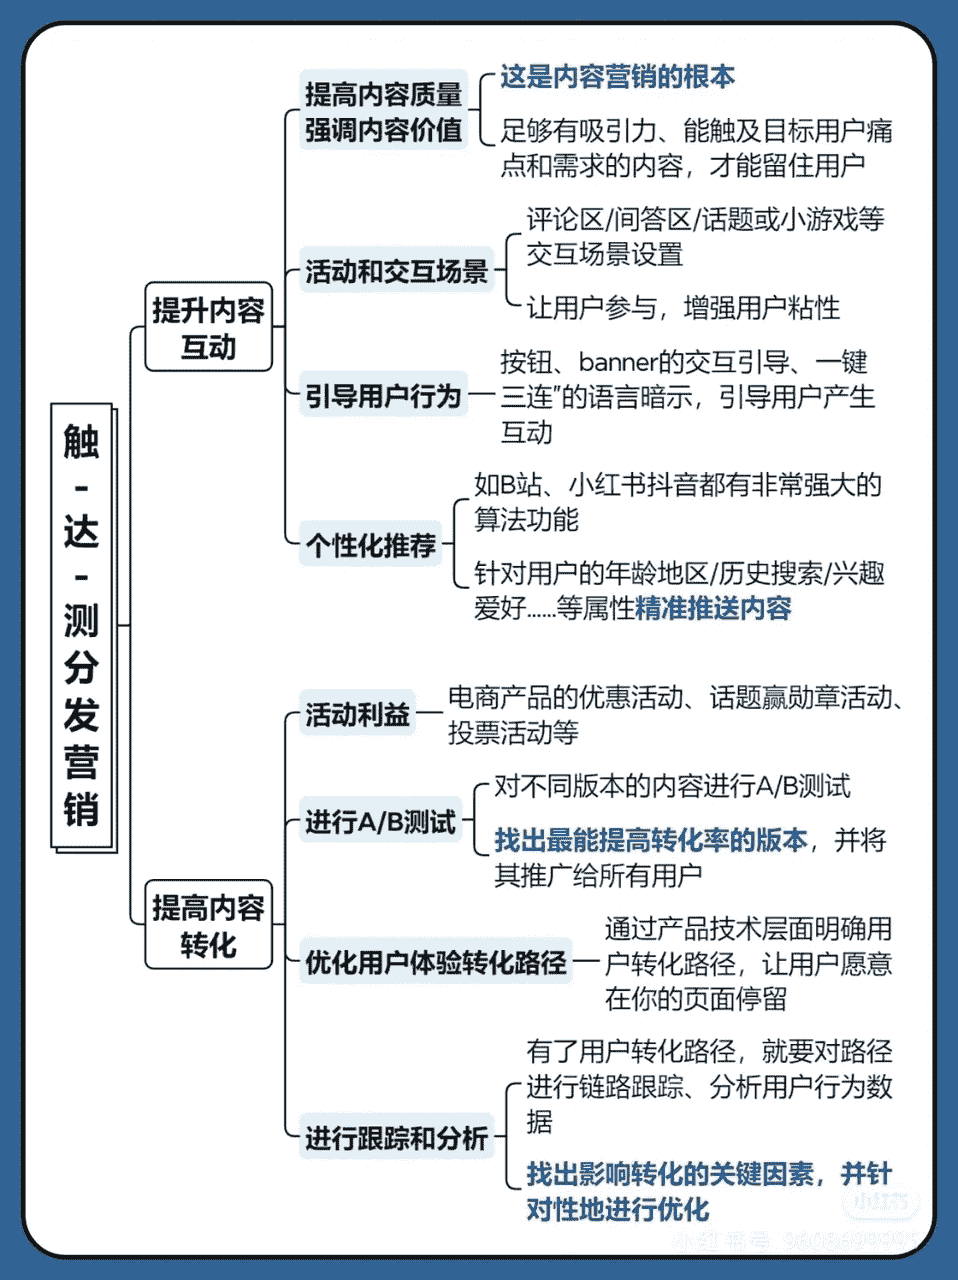 触-达-测分发营销
提升内容
互动
提高内容质量
强调内容价值
这是内容营销的根本
足够有吸引力、能触及目标用户痛
点和需求的内容，才能留住用户
活动和交互场景
评论区/问答区/话题或小游戏等
交互场景设置
让用户参与，增强用户粘性
引导用户行为
按钮、banner的交互引导、一键
三连”的语言暗示，引导用户产生
互动
个性化推荐
如B站、小红书抖音都有非常强大的
算法功能
针对用户的年龄地区/历史搜索/兴趣
爱好......等属性精准推送内容
提高内容
转化
活动利益
电商产品的优惠活动、话题赢勋章活动、
投票活动等
进行A/B测试
对不同版本的内容进行A/B测试
找出最能提高转化率的版本，并将
其推广给所有用户
优化用户体验转化路径
通过产品技术层面明确用
户转化路径，让用户愿意
在你的页面停留
进行跟踪和分析
有了用户转化路径，就要对路径
进行链路跟踪、分析用户行为数
据
找出影响转化的关键因素，并针
对性地进行优化
小红书
小红书号